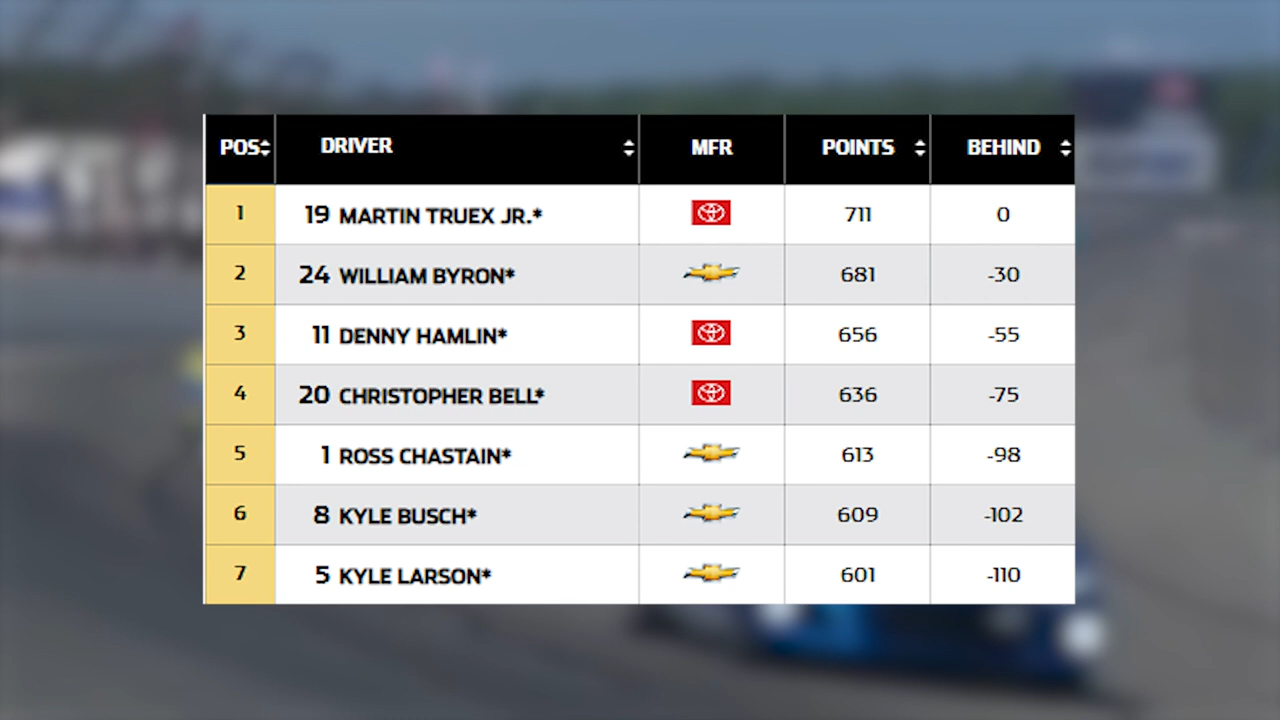 POS DRIVER MFR POINTS BEHIND
1 19 MARTIN TRUEX JR.* 711 0
2 24 WILLIAM BYRON* 681 -30
3 11 DENNY HAMLIN* 656 -55
4 20 CHRISTOPHER BELL* 636 -75
5 1 ROSS CHASTAIN* 613 -98
6 8 KYLE BUSCH* 609 -102
7 5 KYLE LARSON* 601 -110